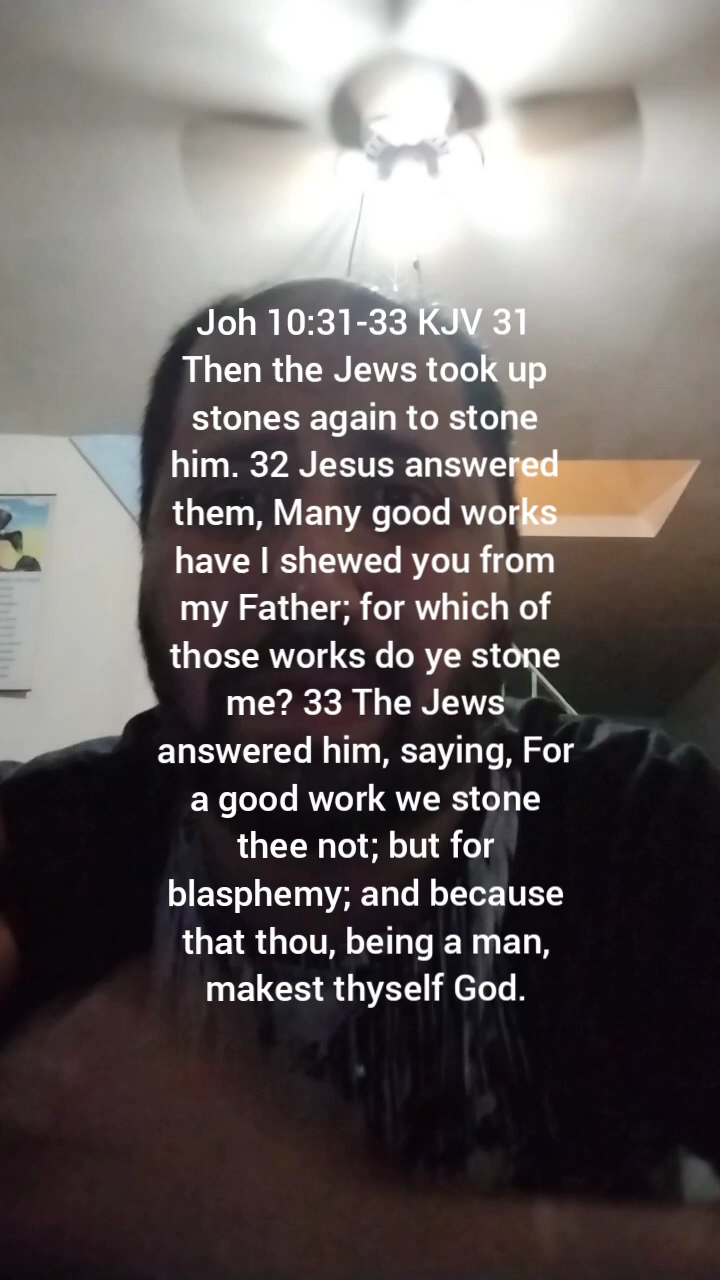 Joh 10:31-33 KJV 31
Then the Jews took up
stones again to stone
him. 32 Jesus answered
them, Many good works
have I shewed you from
my Father; for which of
those works do ye stone
me? 33 The Jews
answered him, saying, For
a good work we stone
thee not; but for
blasphemy; and because
that thou, being a man,
makest thyself God.